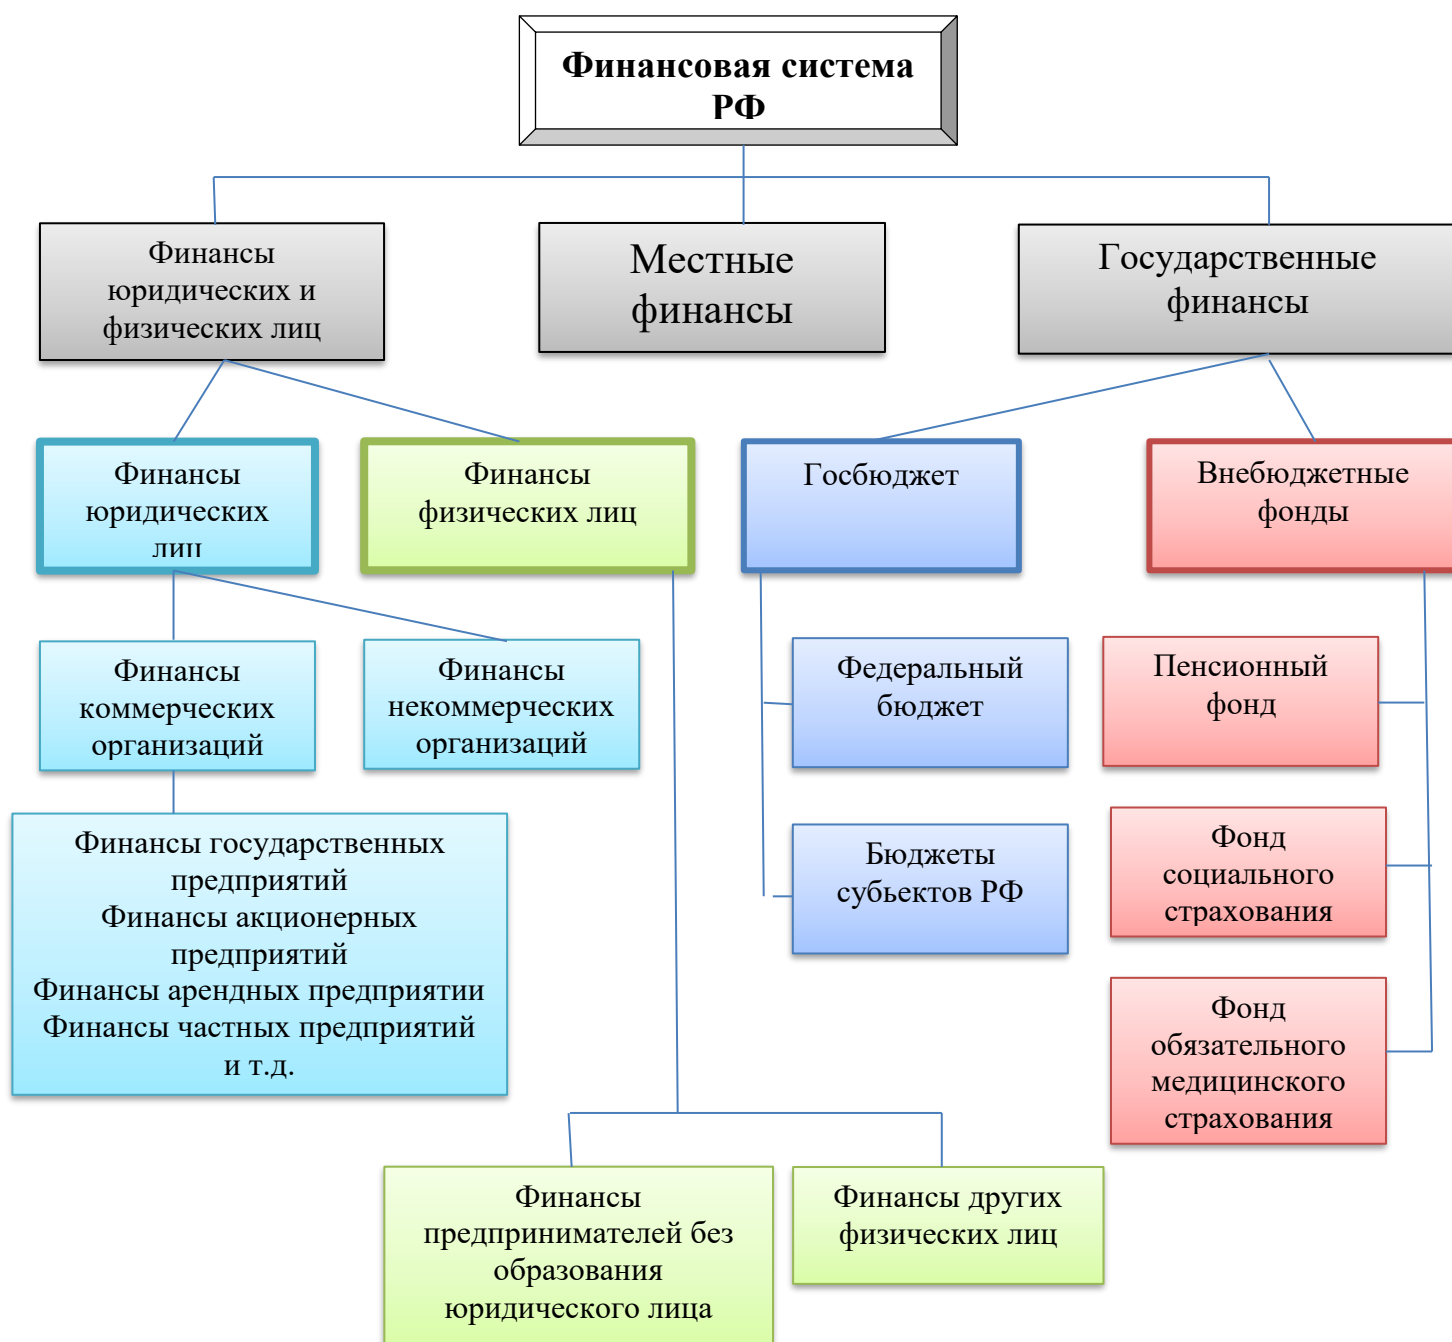 Финансовая система
РФ
Финансы
юридических и
физических лиц
Местные
финансы
Государственные
финансы
Финансы
юридических
лиц
Финансы
физических лиц
Госбюджет
Внебюджетные
фонды
Финансы
коммерческих
организаций
Финансы
некоммерческих
организаций
Федеральный
бюджет
Пенсионный
фонд
Финансы государственных
предприятий
Финансы акционерных
предприятий
Финансы арендных предприятии
Финансы частных предприятий
и т.д.
Бюджеты
субьектов РФ
Фонд
социального
страхования
Фонд
обязательного
медицинского
страхования
Финансы
предпринимателей без
образования
юридического лица
Финансы других
физических лиц